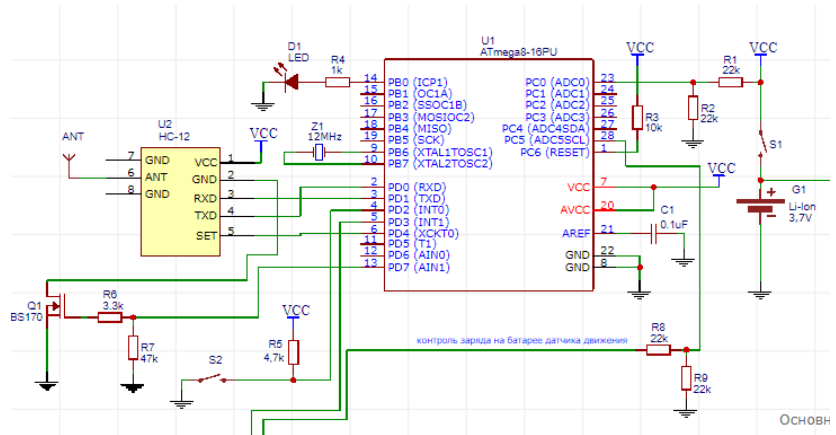 U1
ATmega8-16PU
D1
LED
R4
1k
14 PB0 (ICP1)
15 PB1 (OC1A)
16 PB2 (SSOC1B)
17 PB3 (MOSIOC2)
18 PB4 (MISO)
19 PB5 (SCK)
9 PB6 (XTAL1TOSC1)
10 PB7 (XTAL2TOSC2)
2 PD0 (RXD)
3 PD1 (TXD)
4 PD2 (INT0)
5 PD3 (INT1)
6 PD4 (XCKT0)
11 PD5 (T1)
12 PD6 (AIN0)
13 PD7 (AIN1)
PC0 (ADC0) 23
PC1 (ADC1) 24
PC2 (ADC2) 25
PC3 (ADC3) 26
PC4 (ADC4SDA) 27
PC5 (ADC5SCL) 28
PC6 (RESET) 1
VCC 7
AVCC 20
AREF 21
GND 22
GND 8
VCC
R3
10k
R1
22k
VCC
R2
22k
S1
VCC
G1
+
Li-Ion
3,7V
C1
0.1uF
U2
HC-12
ANT
7 GND
6 ANT
8 GND
VCC 1
GND 2
RXD 3
TXD 4
SET 5
VCC
Z1
12MHz
Q1
BS170
R6
3.3k
R7
47k
S2
VCC
R5
4,7k
контроль заряда на батарее датчика движения
R8
22k
R9
22k
Основн